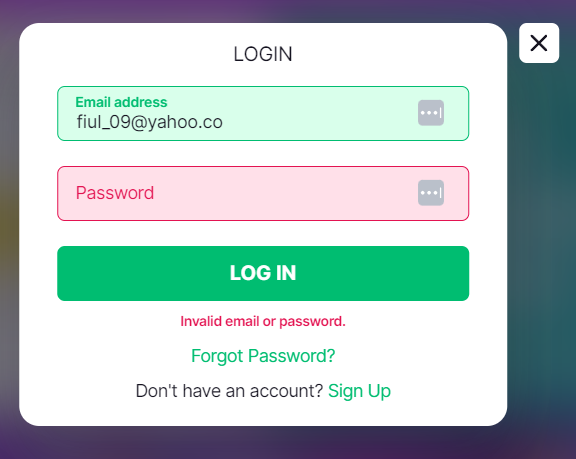 LOGIN
Email address
fiul_09@yahoo.co
Password
LOG IN
Invalid email or password.
Forgot Password?
Don't have an account? Sign Up